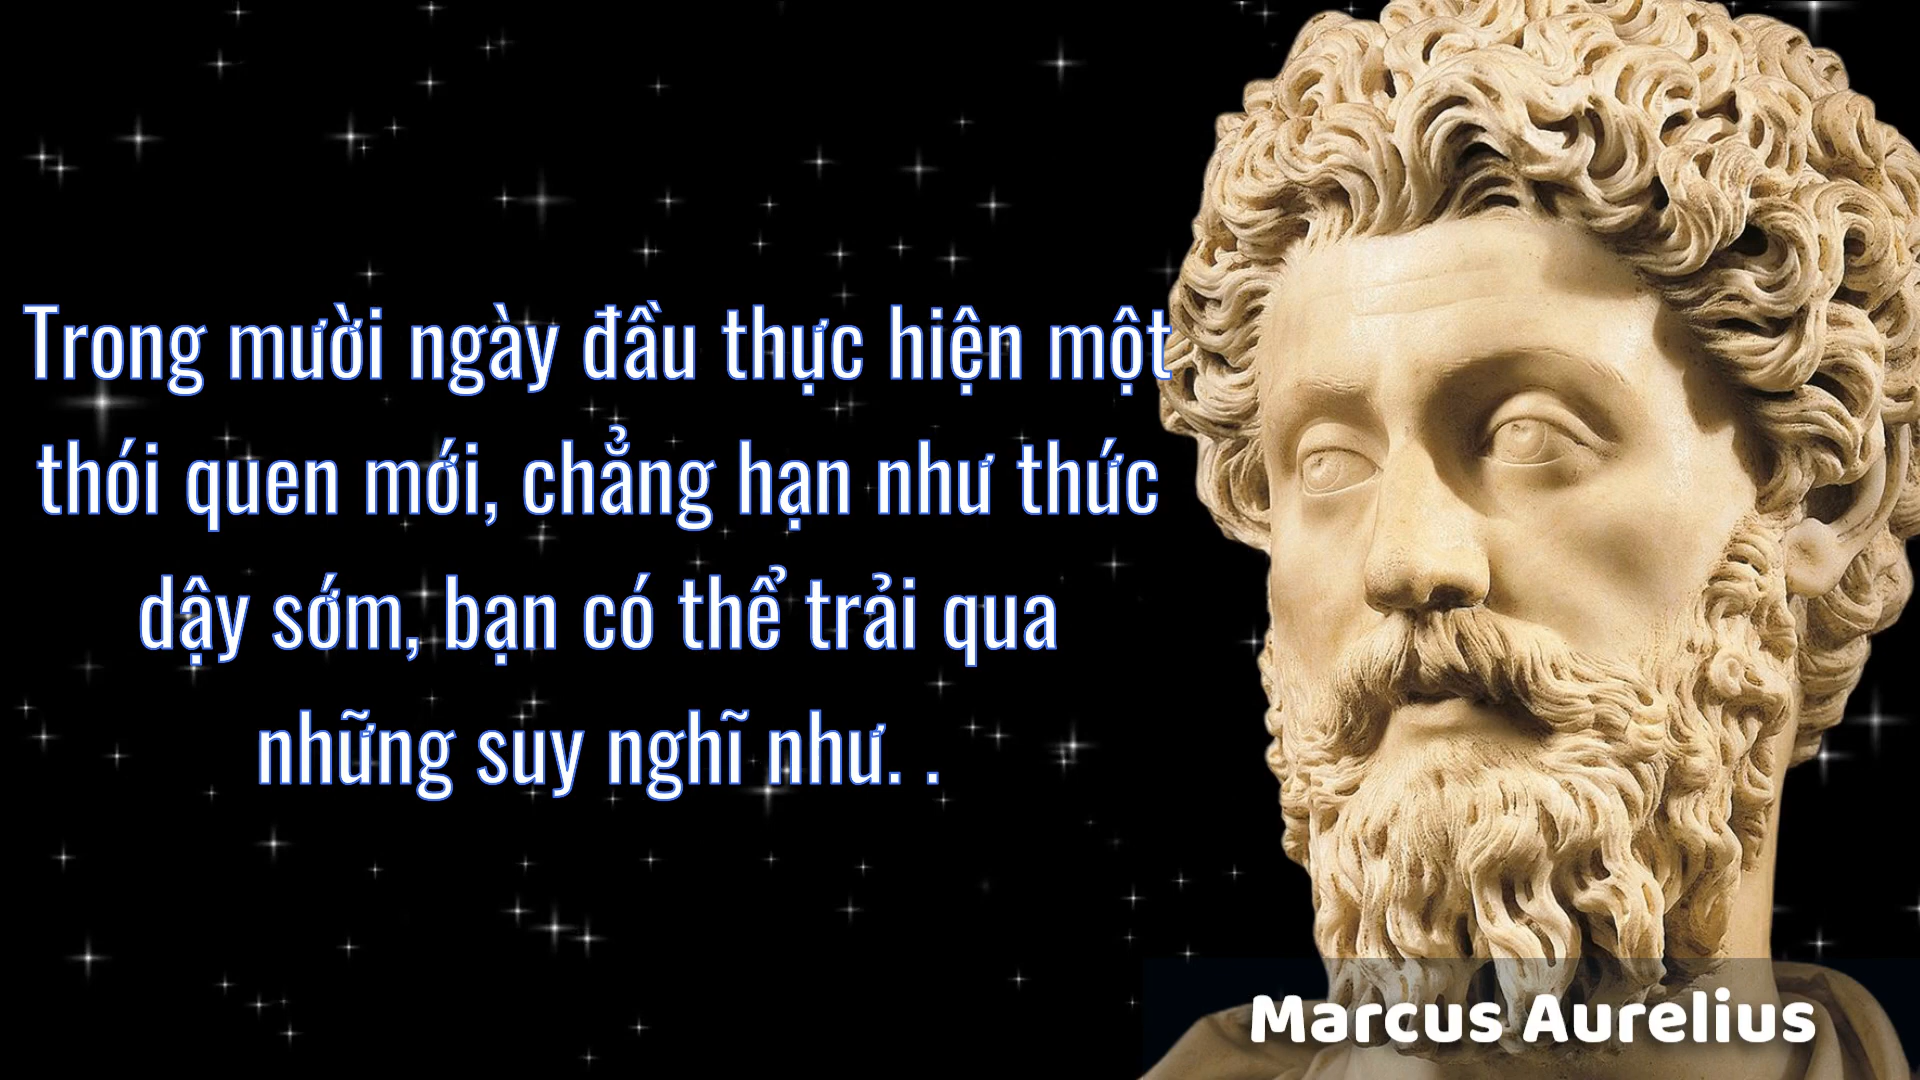 Trong mười ngày đầu thực hiện một
thói quen mới, chẳng hạn như thức
dậy sớm, bạn có thể trải qua
những suy nghĩ như. .
Marcus Aurelius